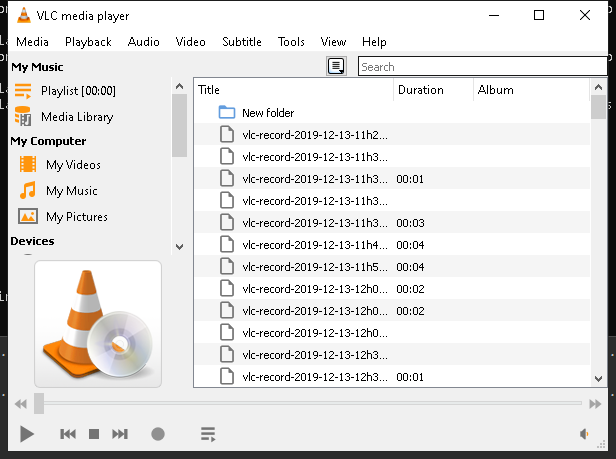 VLC media player
Media Playback Audio Video Subtitle Tools View Help
My Music
Playlist [00:00]
Media Library
My Computer
My Videos
My Music
My Pictures
Devices
Search
Title Duration Album
New folder
vlc-record-2019-12-13-11h2...
vlc-record-2019-12-13-11h3...
vlc-record-2019-12-13-11h3... 00:01
vlc-record-2019-12-13-11h3...
vlc-record-2019-12-13-11h3... 00:03
vlc-record-2019-12-13-11h4... 00:04
vlc-record-2019-12-13-11h5... 00:04
vlc-record-2019-12-13-12h0... 00:02
vlc-record-2019-12-13-12h0... 00:02
vlc-record-2019-12-13-12h0...
vlc-record-2019-12-13-12h3...
vlc-record-2019-12-13-12h3... 00:01